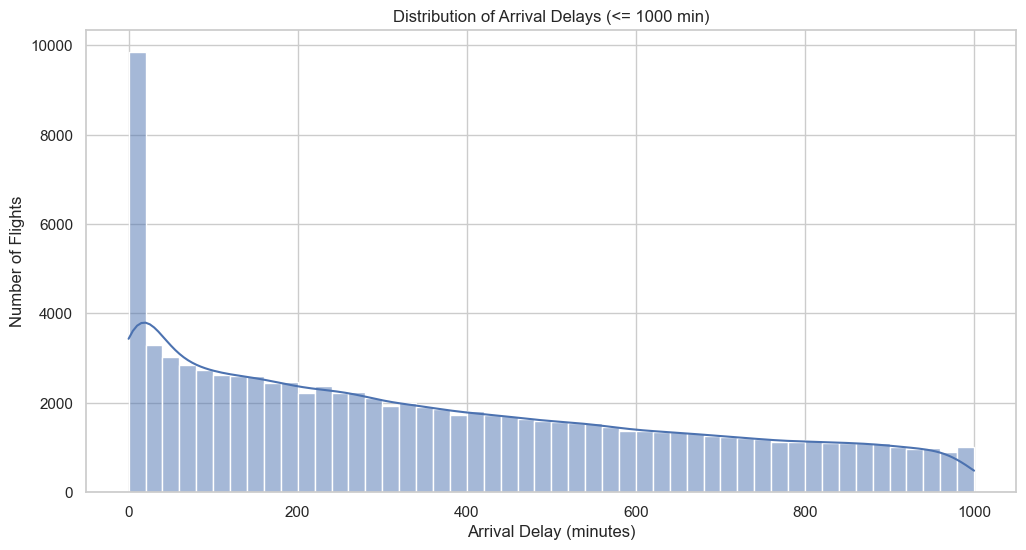 Distribution of Arrival Delays (<= 1000 min)
10000
8000
6000
4000
2000
0
Number of Flights
0 200 400 600 800 1000
Arrival Delay (minutes)